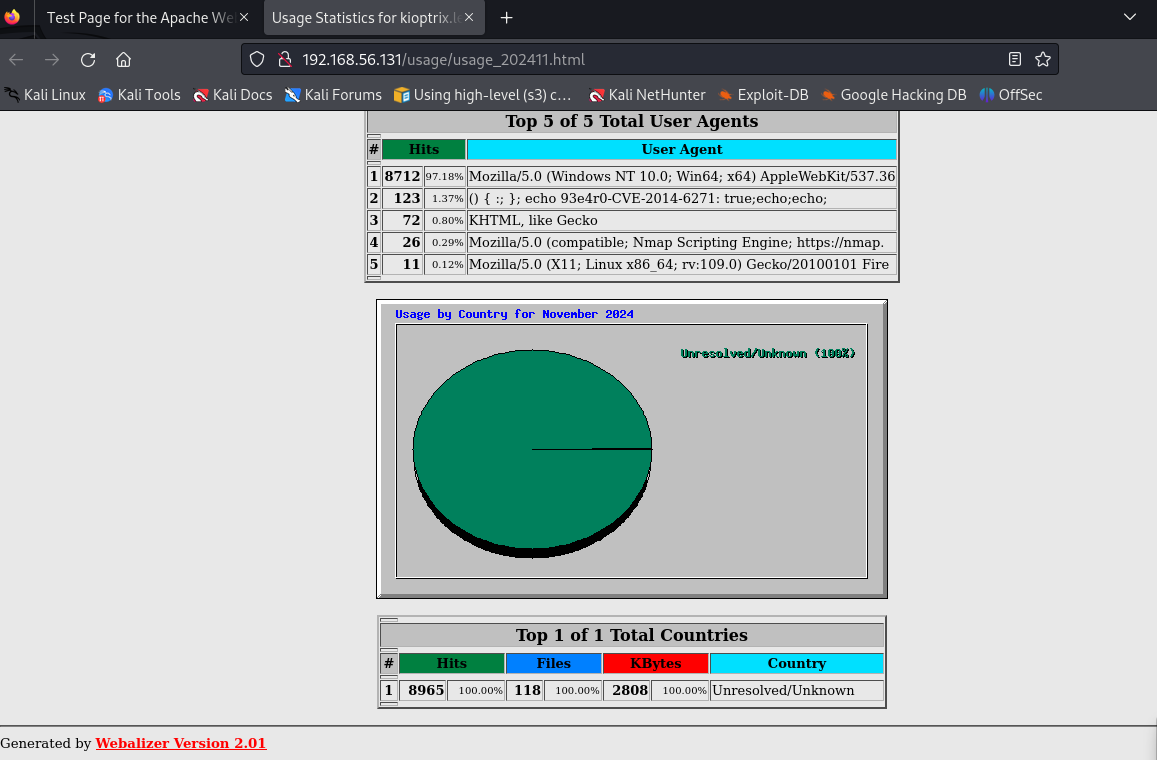 Test Page for the Apache We
Usage Statistics for kioptrix.le
192.168.56.131/usage/usage_202411.html
Kali Linux Kali Tools Kali Docs Kali Forums Using high-level (s3) c... Kali NetHunter Exploit-DB Google Hacking DB OffSec
Top 5 of 5 Total User Agents
# Hits User Agent
1 8712 97.18% Mozilla/5.0 (Windows NT 10.0; Win64; x64) AppleWebKit/537.36
2 123 1.37% () { :; }; echo 93e4r0-CVE-2014-6271: true;echo;echo;
3 72 0.80% KHTML, like Gecko
4 26 0.29% Mozilla/5.0 (compatible; Nmap Scripting Engine; https://nmap.
5 11 0.12% Mozilla/5.0 (X11; Linux x86_64; rv:109.0) Gecko/20100101 Fire
Usage by Country for November 2024
Unresolved/Unknown (100%)
Top 1 of 1 Total Countries
# Hits Files KBytes Country
1 8965 100.00% 118 100.00% 2808 100.00% Unresolved/Unknown
Generated by Webalizer Version 2.01